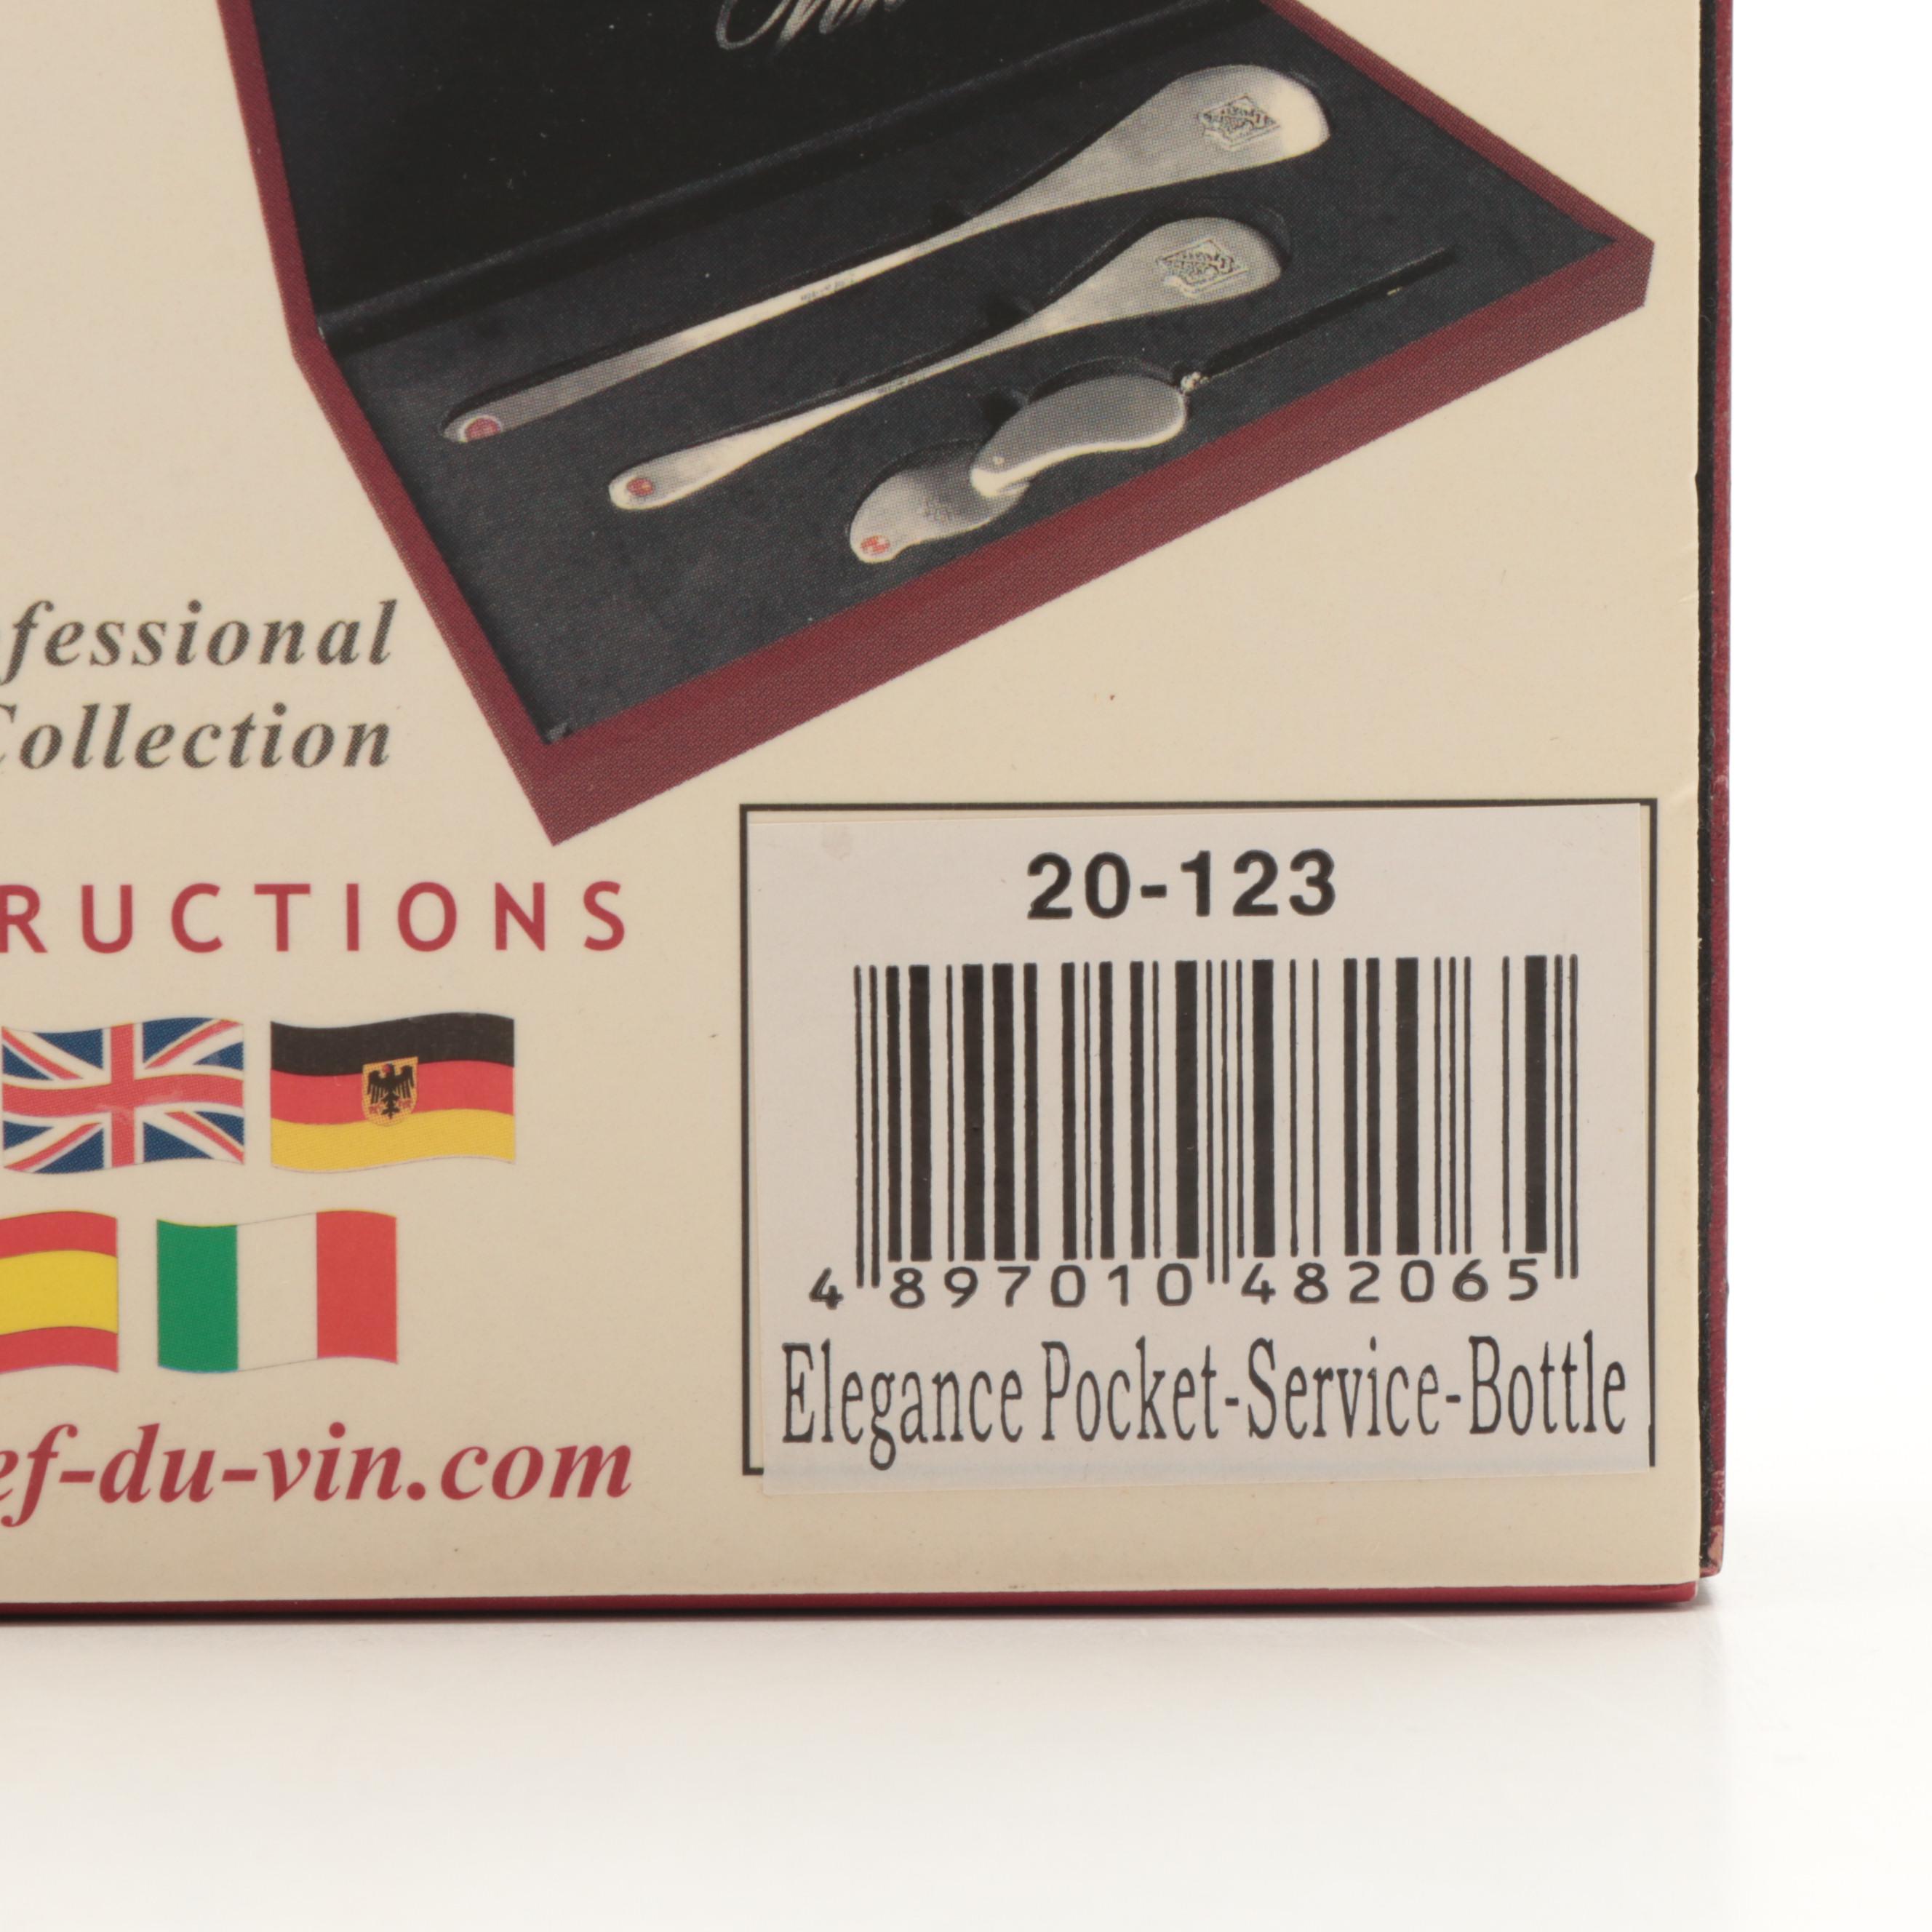 fessional
Collection
RUCTIONS
ef-du-vin.com
20-123
4 897010 482065
Elegance Pocket-Service-Bottle